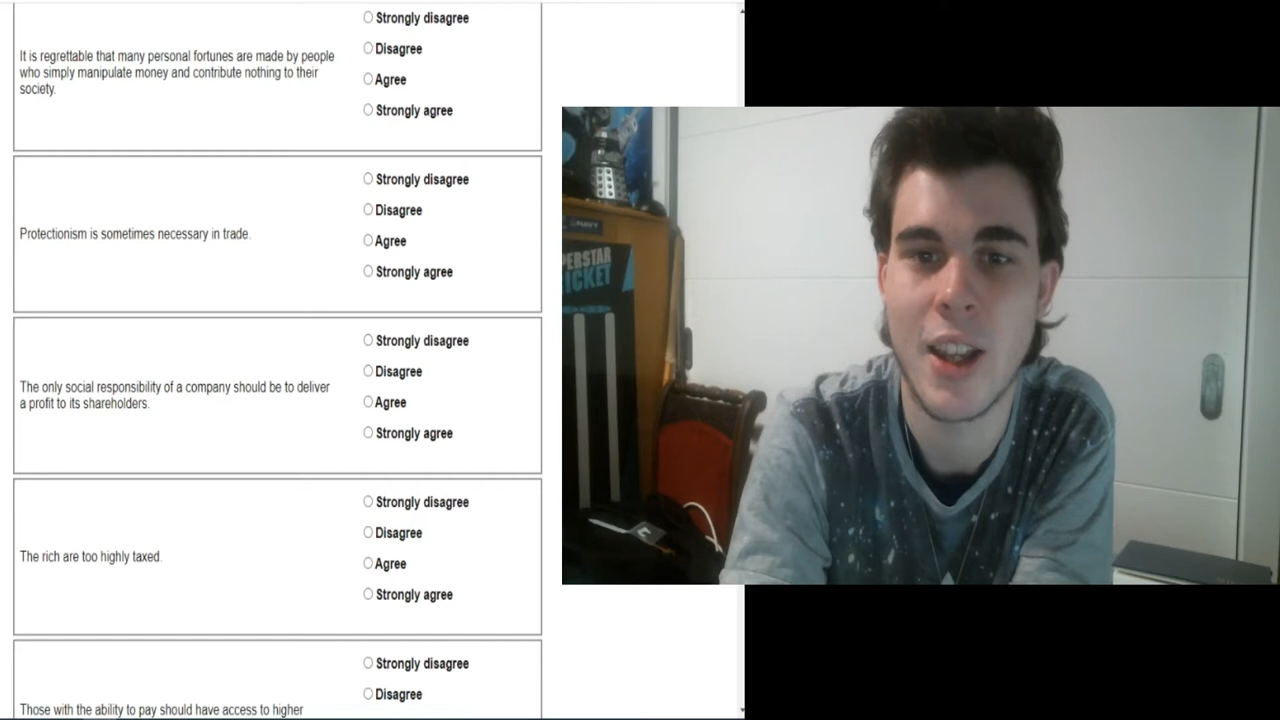 Strongly disagree
It is regrettable that many personal fortunes are made by people
who simply manipulate money and contribute nothing to their
society.
Disagree
Agree
Strongly agree
Protectionism is sometimes necessary in trade.
Strongly disagree
Disagree
Agree
Strongly agree
The only social responsibility of a company should be to deliver
a profit to its shareholders.
Strongly disagree
Disagree
Agree
Strongly agree
The rich are too highly taxed.
Strongly disagree
Disagree
Agree
Strongly agree
Those with the ability to pay should have access to higher
Strongly disagree
Disagree
PERSTAR
ICKET